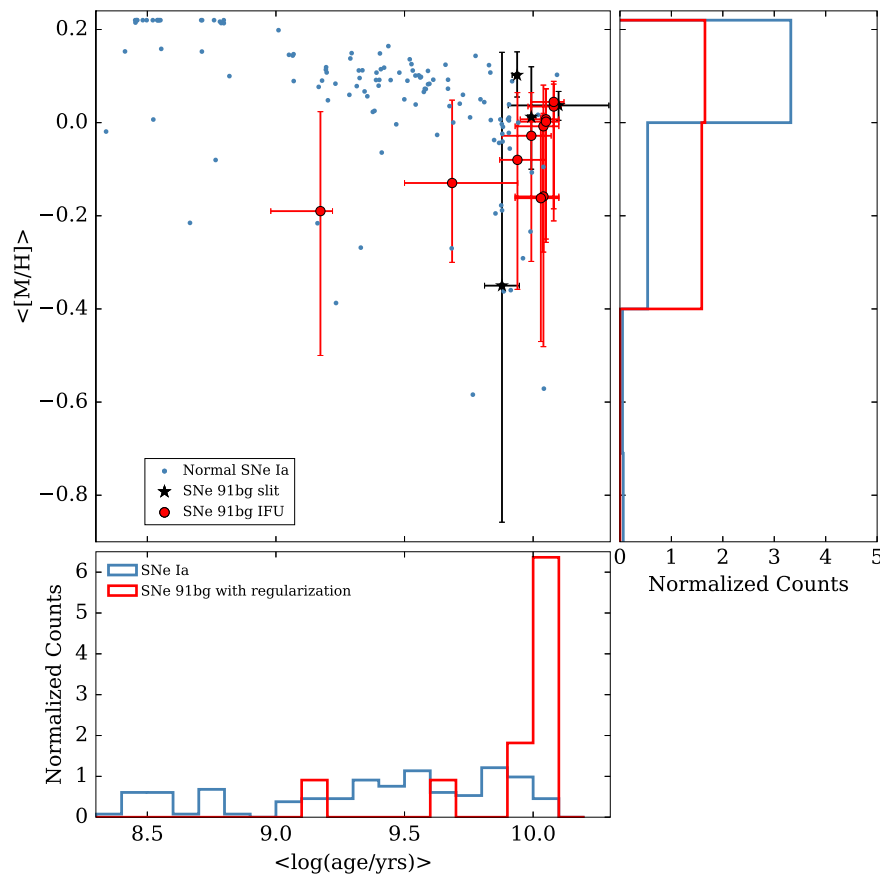 0.2
0.0
−0.2
−0.4
−0.6
−0.8
<[M/H]>
Normal SNe Ia
SNe 91bg slit
SNe 91bg IFU
0 1 2 3 4 5
Normalized Counts
6
5
4
3
2
1
0
Normalized Counts
SNe Ia
SNe 91bg with regularization
8.5 9.0 9.5 10.0
<log(age/yrs)>